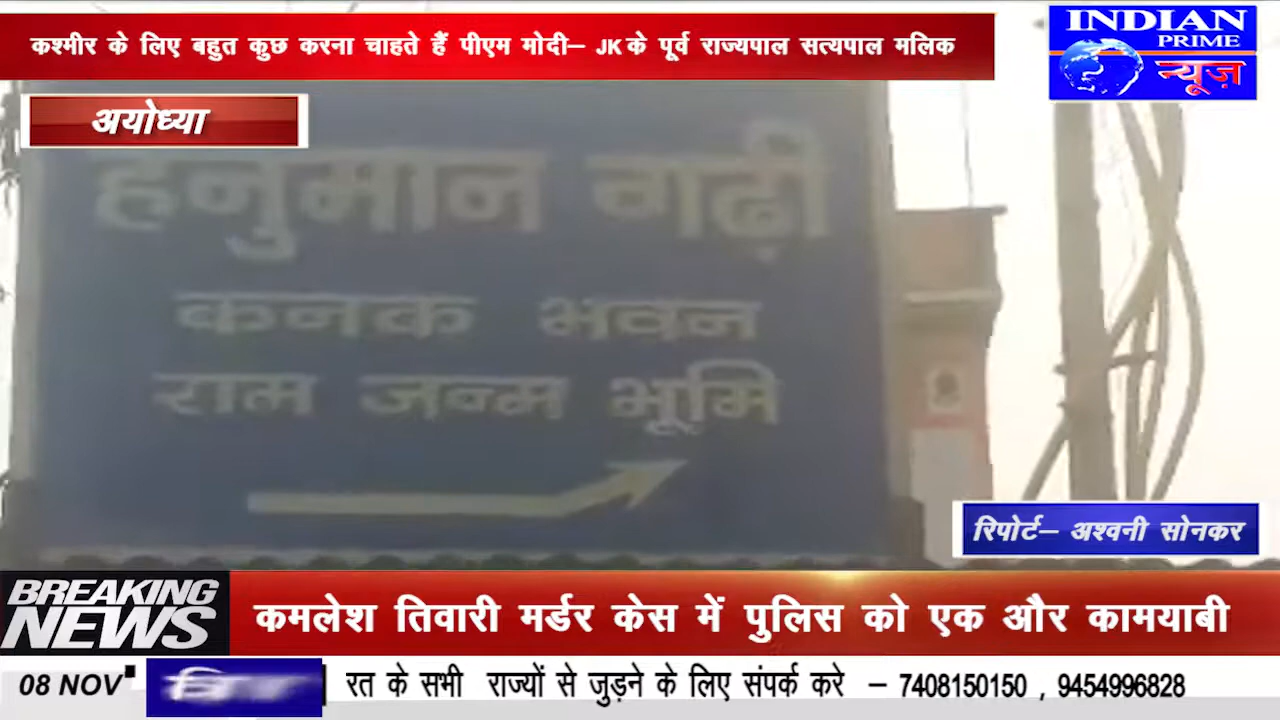 कश्मीर के लिए बहुत कुछ करना चाहते हैं पीएम मोदी– JK के पूर्व राज्यपाल सत्यपाल मलिक
INDIAN
PRIME
न्यूज़
अयोध्या
हनुमान गढ़ी
कनक भवन
राम जन्म भूमि
रिपोर्ट– अश्वनी सोनकर
BREAKING
NEWS
कमलेश तिवारी मर्डर केस में पुलिस को एक और कामयाबी
08 NOV
रत के सभी राज्यों से जुड़ने के लिए संपर्क करे – 7408150150 , 9454996828